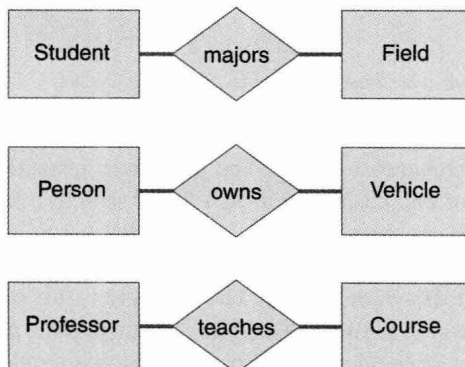 Student majors Field
Person owns Vehicle
Professor teaches Course